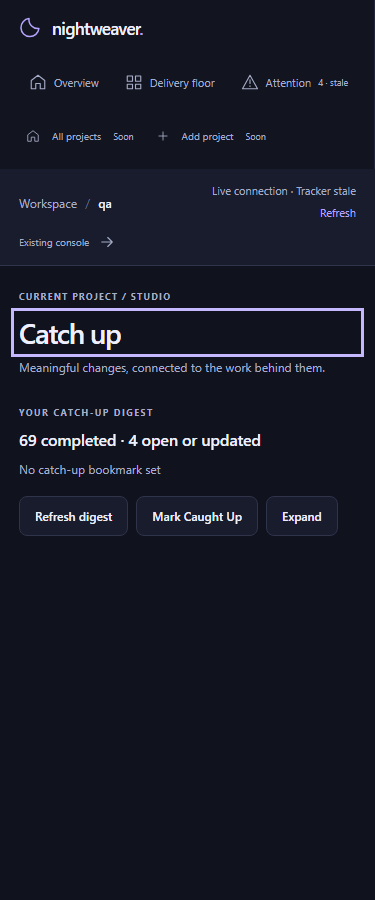 nightweaver.
Overview Delivery floor Attention 4 · stale
All projects Soon Add project Soon
Live connection · Tracker stale
Workspace / qa
Refresh
Existing console
CURRENT PROJECT / STUDIO
Catch up
Meaningful changes, connected to the work behind them.
YOUR CATCH-UP DIGEST
69 completed · 4 open or updated
No catch-up bookmark set
Refresh digest Mark Caught Up Expand